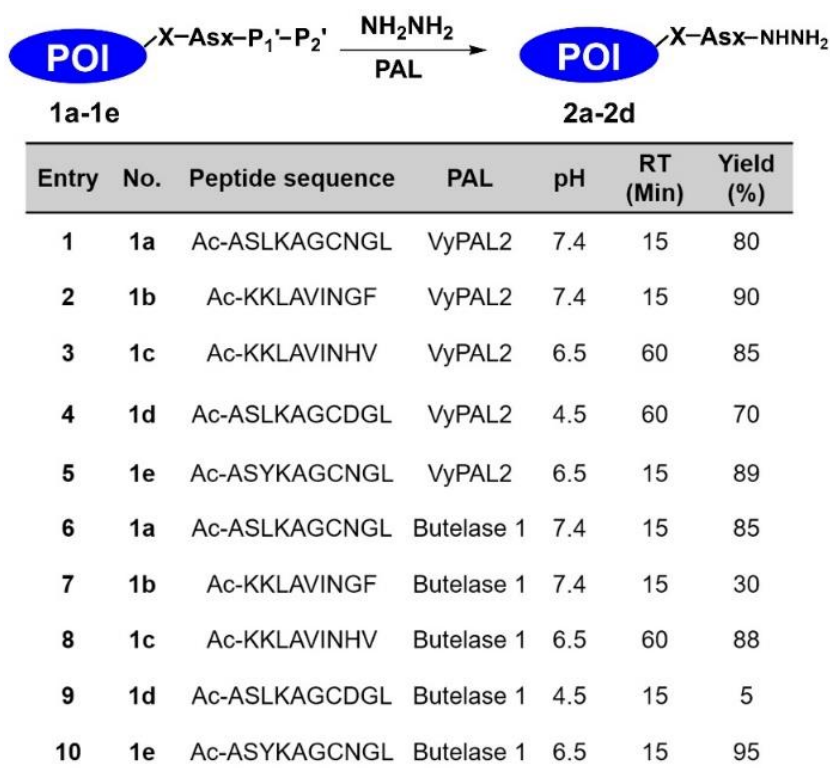 POI X–Asx–P₁'–P₂' NH₂NH₂ PAL POI X–Asx–NHNH₂
1a-1e 2a-2d
Entry No. Peptide sequence PAL pH RT (Min) Yield (%)
1 1a Ac-ASLKAGCNGL VyPAL2 7.4 15 80
2 1b Ac-KKLAVINGF VyPAL2 7.4 15 90
3 1c Ac-KKLAVINHV VyPAL2 6.5 60 85
4 1d Ac-ASLKAGCDGL VyPAL2 4.5 60 70
5 1e Ac-ASYKAGCNGL VyPAL2 6.5 15 89
6 1a Ac-ASLKAGCNGL Butelase 1 7.4 15 85
7 1b Ac-KKLAVINGF Butelase 1 7.4 15 30
8 1c Ac-KKLAVINHV Butelase 1 6.5 60 88
9 1d Ac-ASLKAGCDGL Butelase 1 4.5 15 5
10 1e Ac-ASYKAGCNGL Butelase 1 6.5 15 95